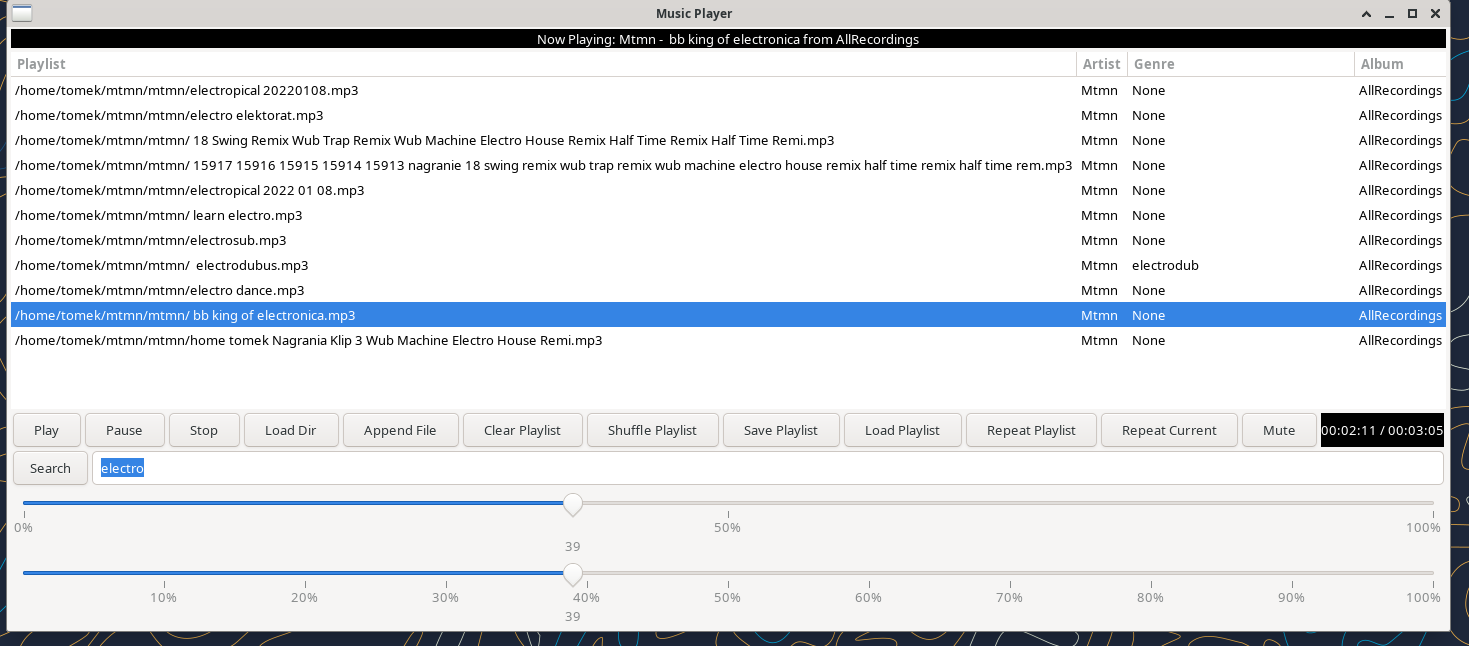 Music Player
Now Playing: Mtmn -  bb king of electronica from AllRecordings
Playlist Artist Genre Album
/home/tomek/mtmn/mtmn/electropical 20220108.mp3 Mtmn None AllRecordings
/home/tomek/mtmn/mtmn/electro elektorat.mp3 Mtmn None AllRecordings
/home/tomek/mtmn/mtmn/ 18 Swing Remix Wub Trap Remix Wub Machine Electro House Remix Half Time Remix Half Time Remi.mp3 Mtmn None AllRecordings
/home/tomek/mtmn/mtmn/ 15917 15916 15915 15914 15913 nagranie 18 swing remix wub trap remix wub machine electro house remix half time remix half time rem.mp3 Mtmn None AllRecordings
/home/tomek/mtmn/mtmn/electropical 2022 01 08.mp3 Mtmn None AllRecordings
/home/tomek/mtmn/mtmn/ learn electro.mp3 Mtmn None AllRecordings
/home/tomek/mtmn/mtmn/electrosub.mp3 Mtmn None AllRecordings
/home/tomek/mtmn/mtmn/  electrodubus.mp3 Mtmn electrodub AllRecordings
/home/tomek/mtmn/mtmn/electro dance.mp3 Mtmn None AllRecordings
/home/tomek/mtmn/mtmn/ bb king of electronica.mp3 Mtmn None AllRecordings
/home/tomek/mtmn/mtmn/home tomek Nagrania Klip 3 Wub Machine Electro House Remi.mp3 Mtmn None AllRecordings
Play Pause Stop Load Dir Append File Clear Playlist Shuffle Playlist Save Playlist Load Playlist Repeat Playlist Repeat Current Mute 00:02:11 / 00:03:05
Search electro
0% 50% 100%
39
10% 20% 30% 40% 50% 60% 70% 80% 90% 100%
39